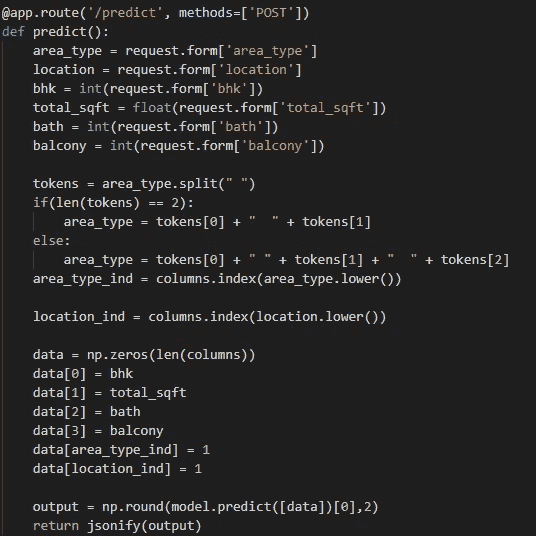 @app.route('/predict', methods=['POST'])
def predict():
    area_type = request.form['area_type']
    location = request.form['location']
    bhk = int(request.form['bhk'])
    total_sqft = float(request.form['total_sqft'])
    bath = int(request.form['bath'])
    balcony = int(request.form['balcony'])

    tokens = area_type.split(" ")
    if(len(tokens) == 2):
        area_type = tokens[0] + "  " + tokens[1]
    else:
        area_type = tokens[0] + " " + tokens[1] + "  " + tokens[2]
    area_type_ind = columns.index(area_type.lower())

    location_ind = columns.index(location.lower())

    data = np.zeros(len(columns))
    data[0] = bhk
    data[1] = total_sqft
    data[2] = bath
    data[3] = balcony
    data[area_type_ind] = 1
    data[location_ind] = 1

    output = np.round(model.predict([data])[0],2)
    return jsonify(output)